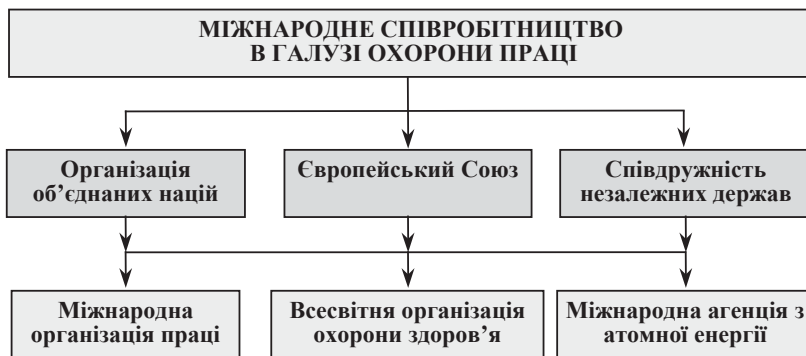 МІЖНАРОДНЕ СПІВРОБІТНИЦТВО
В ГАЛУЗІ ОХОРОНИ ПРАЦІ
Організація
об’єднаних націй
Європейський Союз
Співдружність
незалежних держав
Міжнародна
організація праці
Всесвітня організація
охорони здоров’я
Міжнародна агенція з
атомної енергії